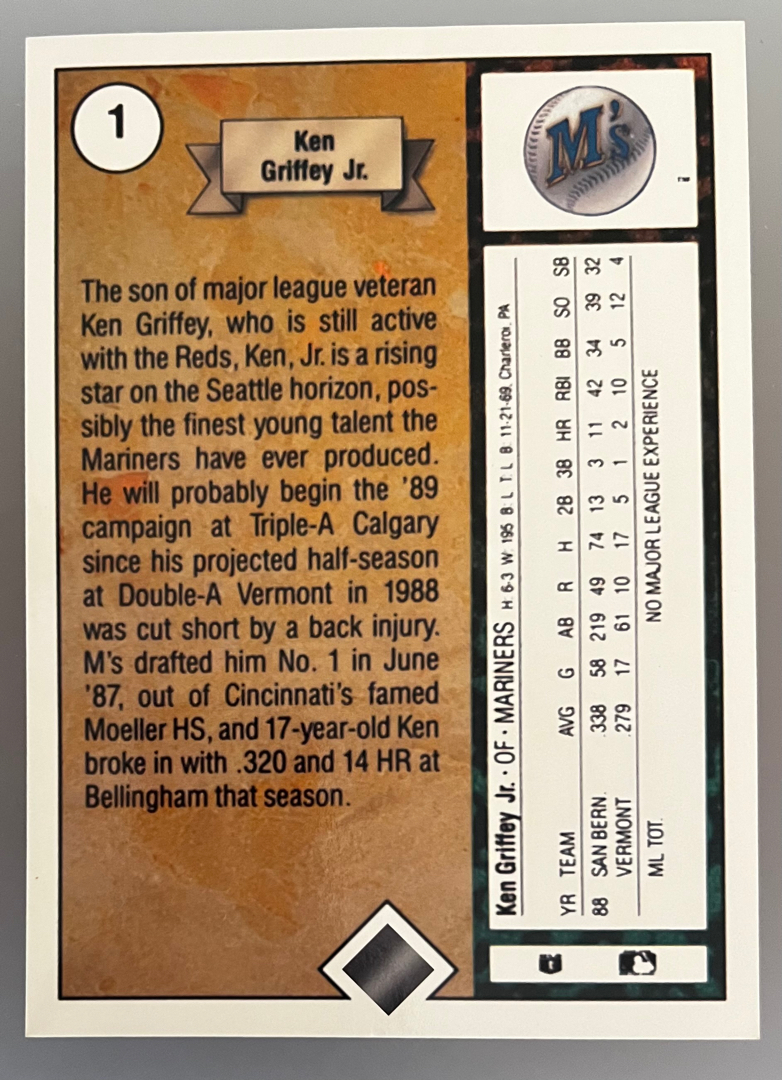 1
Ken
Griffey Jr.
The son of major league veteran
Ken Griffey, who is still active
with the Reds, Ken, Jr. is a rising
star on the Seattle horizon, pos-
sibly the finest young talent the
Mariners have ever produced.
He will probably begin the '89
campaign at Triple-A Calgary
since his projected half-season
at Double-A Vermont in 1988
was cut short by a back injury.
M's drafted him No. 1 in June
'87, out of Cincinnati's famed
Moeller HS, and 17-year-old Ken
broke in with .320 and 14 HR at
Bellingham that season.
M's
Ken Griffey Jr. · OF · MARINERS H: 6-3 W: 195 B: L T: L B: 11-21-69, Charleroi, PA
YR TEAM AVG G AB R H 2B 3B HR RBI BB SO SB
88 SAN BERN. .338 58 219 49 74 13 3 11 42 34 39 32
VERMONT .279 17 61 10 17 5 1 2 10 5 12 4
ML TOT. NO MAJOR LEAGUE EXPERIENCE